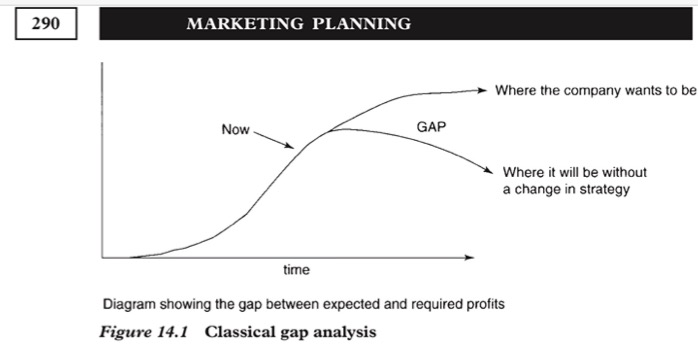 290
MARKETING PLANNING
Where the company wants to be
Now
GAP
Where it will be without
a change in strategy
time
Diagram showing the gap between expected and required profits
Figure 14.1 Classical gap analysis